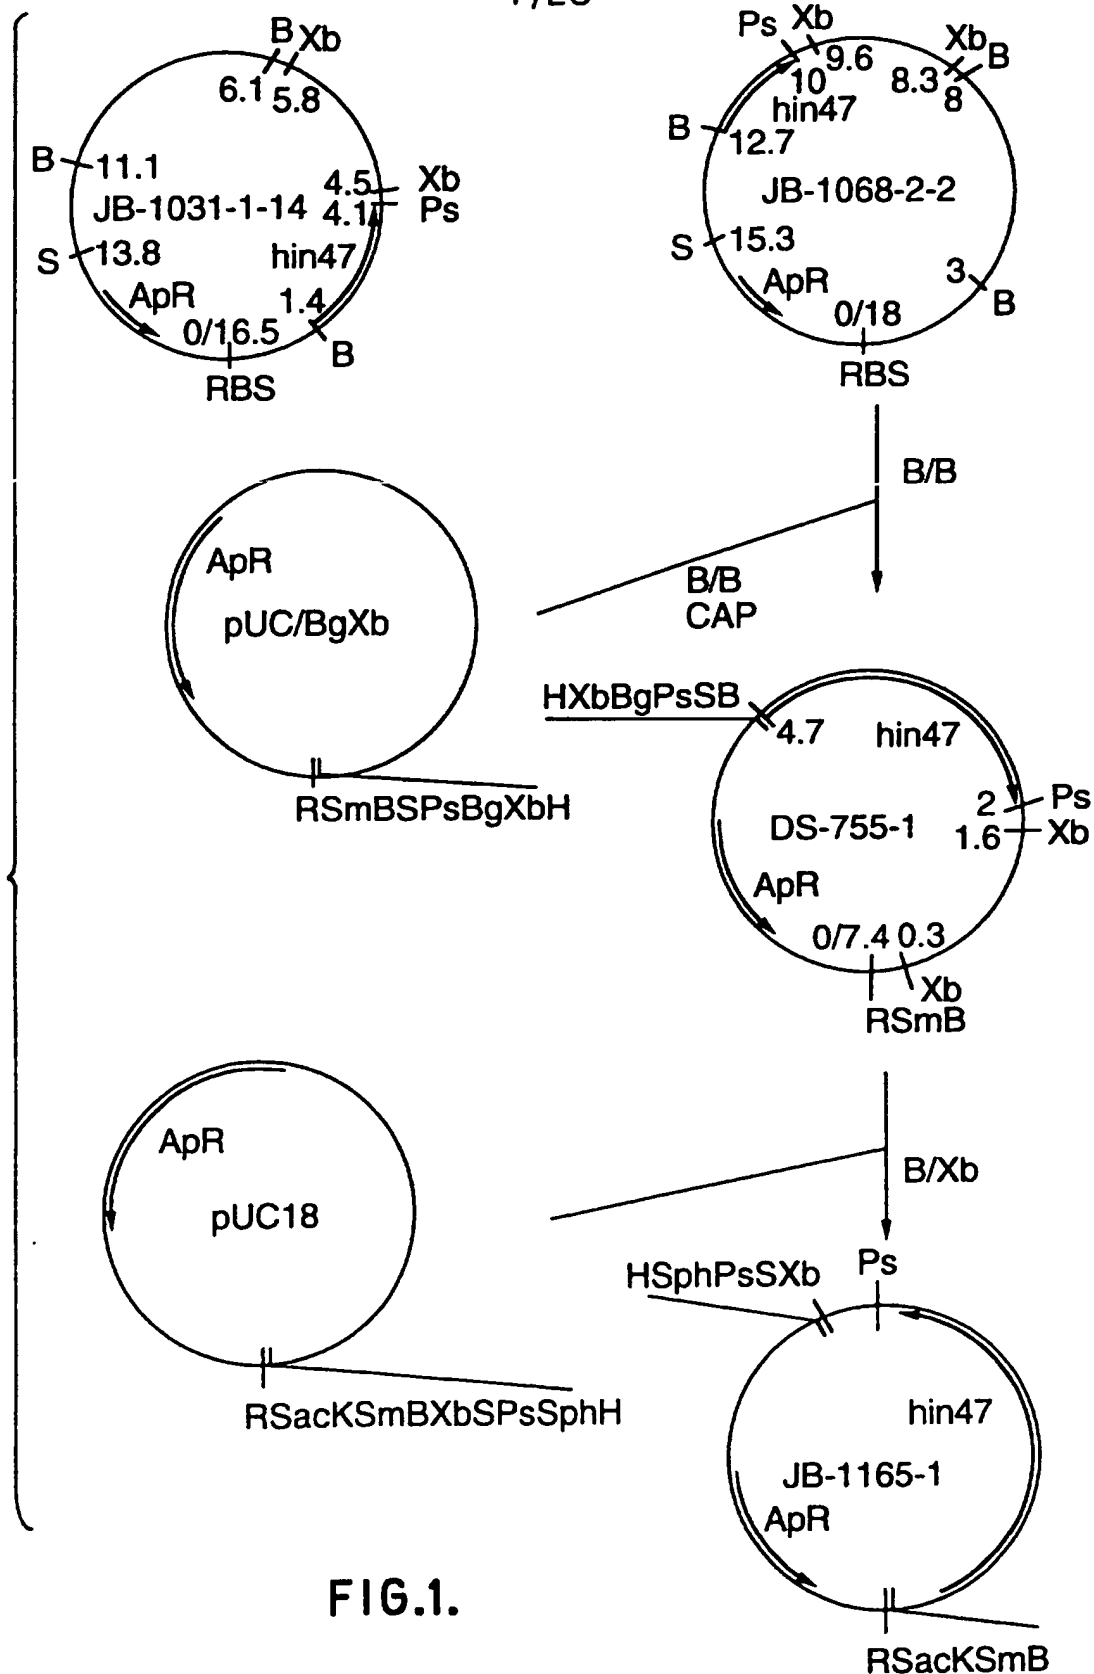 B Xb
6.1 5.8
B 11.1
JB-1031-1-14
4.5 Xb
4.1 Ps
S 13.8
hin47
ApR
1.4
0/16.5
B
RBS
Ps Xb
10 9.6
Xb B
8.3 8
hin47
B 12.7
JB-1068-2-2
S 15.3
ApR
3 B
0/18
RBS
B/B
ApR
pUC/BgXb
B/B
CAP
RSmBSPsBgXbH
HXbBgPsSB
4.7 hin47
2 Ps
DS-755-1 1.6 Xb
ApR
0/7.4 0.3
Xb
RSmB
B/Xb
ApR
pUC18
RSacKSmBXbSPsSphH
Ps
HSphPsSXb
hin47
JB-1165-1
ApR
RSacKSmB
FIG.1.